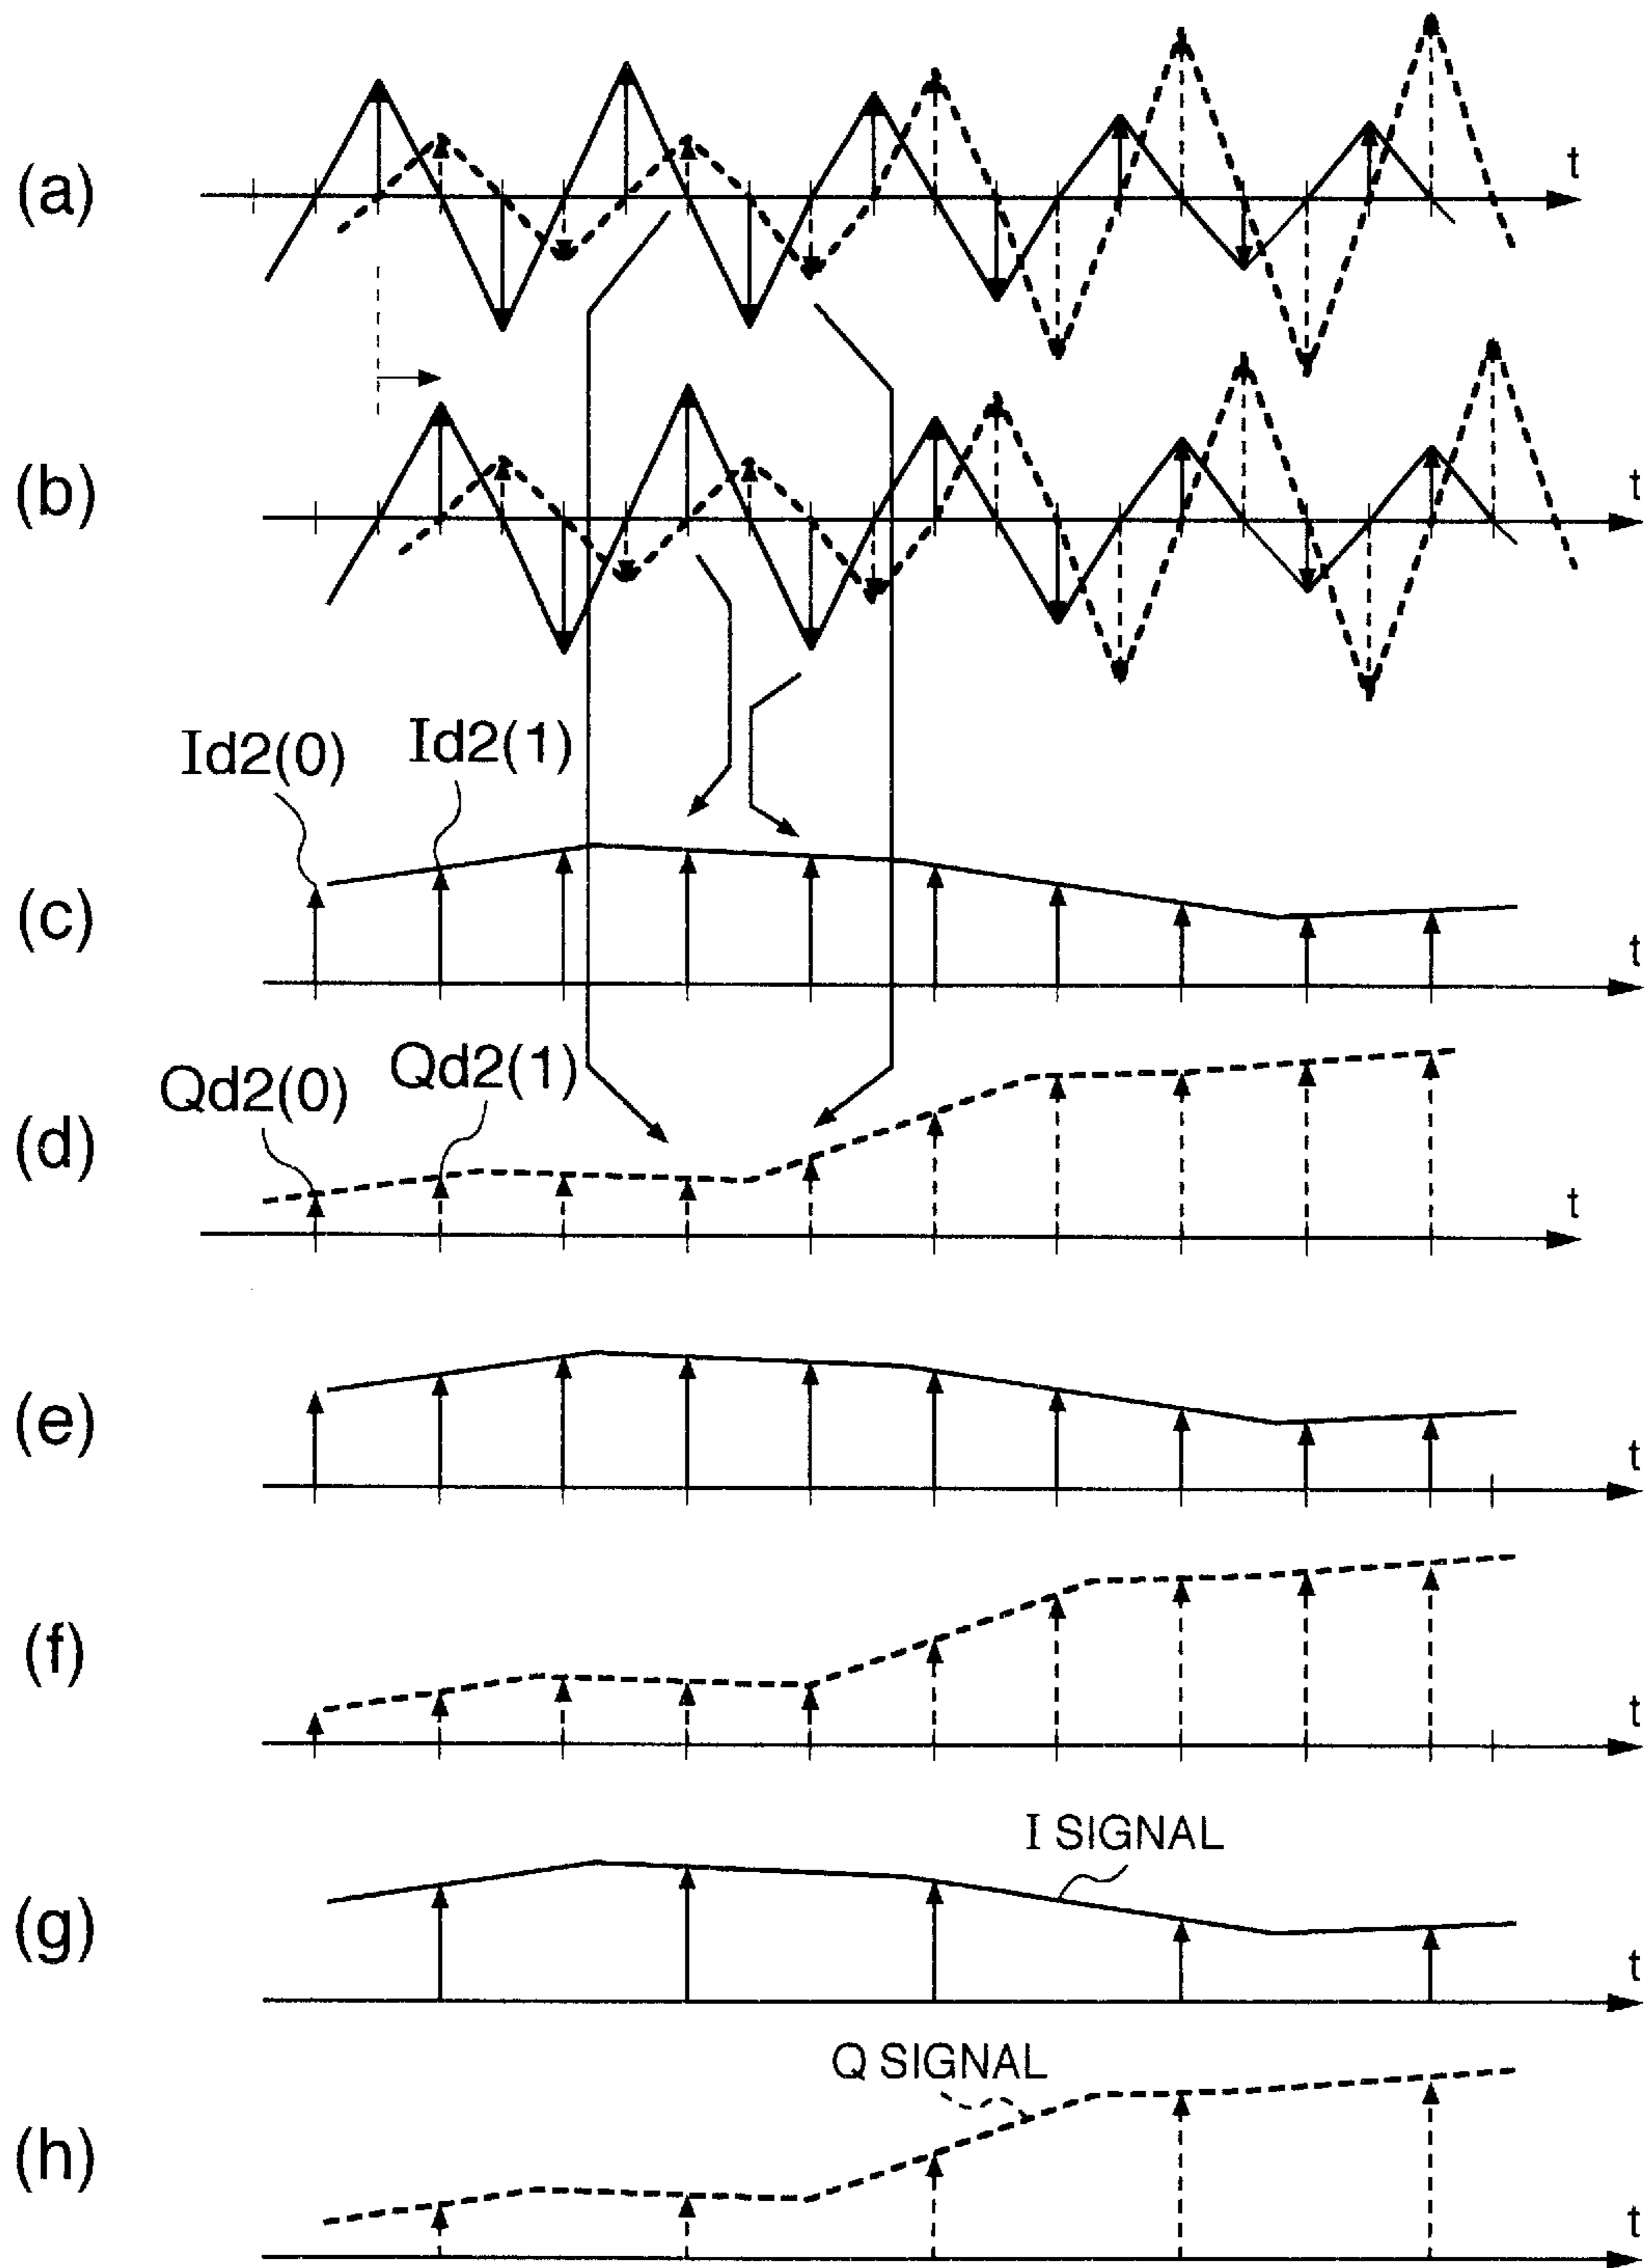 (a)
t
(b)
t
Id2(0)
Id2(1)
(c)
t
Qd2(0)
Qd2(1)
(d)
t
(e)
t
(f)
t
I SIGNAL
(g)
t
Q SIGNAL
(h)
t